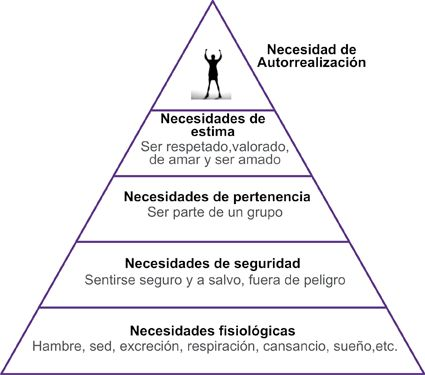 Necesidad de
Autorrealización
Necesidades de
estima
Ser respetado,valorado,
de amar y ser amado
Necesidades de pertenencia
Ser parte de un grupo
Necesidades de seguridad
Sentirse seguro y a salvo, fuera de peligro
Necesidades fisiológicas
Hambre, sed, excreción, respiración, cansancio, sueño,etc.